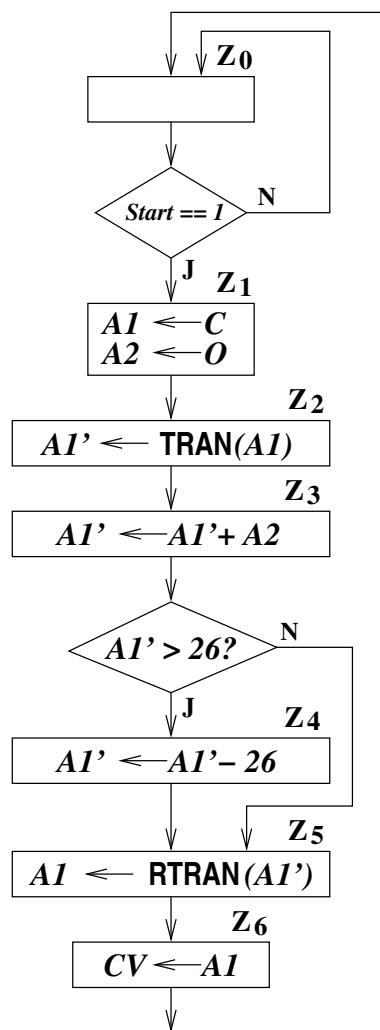 Z0
Start == 1
N
J
Z1
A1 ← C
A2 ← O
Z2
A1' ← TRAN(A1)
Z3
A1' ← A1' + A2
A1' > 26?
N
J
Z4
A1' ← A1' − 26
Z5
A1 ← RTRAN(A1')
Z6
CV ← A1